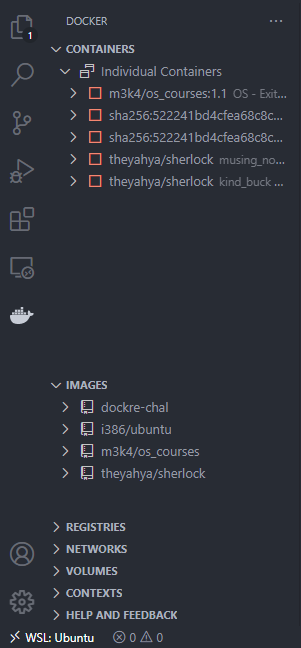 DOCKER
1
CONTAINERS
Individual Containers
m3k4/os_courses:1.1 OS - Exit...
sha256:522241bd4cfea68c8c...
sha256:522241bd4cfea68c8c...
theyahya/sherlock musing_no...
theyahya/sherlock kind_buck ...
IMAGES
dockre-chal
i386/ubuntu
m3k4/os_courses
theyahya/sherlock
REGISTRIES
NETWORKS
VOLUMES
CONTEXTS
HELP AND FEEDBACK
WSL: Ubuntu 0 0